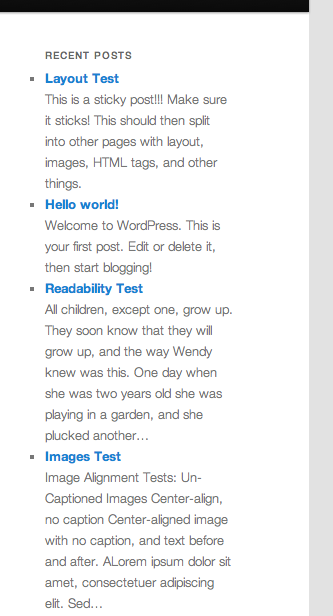 RECENT POSTS
Layout Test
This is a sticky post!!! Make sure
it sticks! This should then split
into other pages with layout,
images, HTML tags, and other
things.
Hello world!
Welcome to WordPress. This is
your first post. Edit or delete it,
then start blogging!
Readability Test
All children, except one, grow up.
They soon know that they will
grow up, and the way Wendy
knew was this. One day when
she was two years old she was
playing in a garden, and she
plucked another…
Images Test
Image Alignment Tests: Un-
Captioned Images Center-align,
no caption Center-aligned image
with no caption, and text before
and after. ALorem ipsum dolor sit
amet, consectetuer adipiscing
elit. Sed…